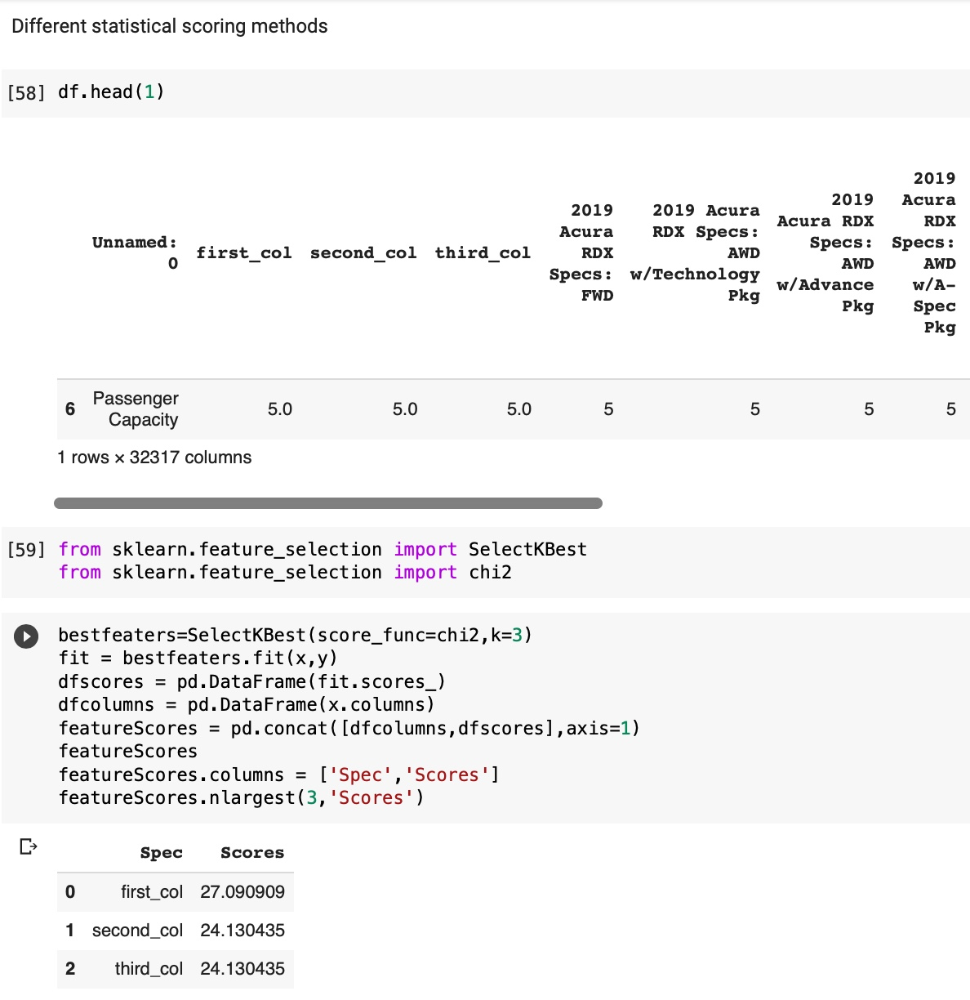 Different statistical scoring methods
[58] df.head(1)
Unnamed: 0 first_col second_col third_col 2019 Acura RDX Specs: FWD 2019 Acura RDX Specs: AWD w/Technology Pkg 2019 Acura RDX Specs: AWD w/Advance Pkg 2019 Acura RDX Specs: AWD w/A-Spec Pkg
6 Passenger Capacity 5.0 5.0 5.0 5 5 5 5
1 rows × 32317 columns
[59] from sklearn.feature_selection import SelectKBest
from sklearn.feature_selection import chi2
bestfeaters=SelectKBest(score_func=chi2,k=3)
fit = bestfeaters.fit(x,y)
dfscores = pd.DataFrame(fit.scores_)
dfcolumns = pd.DataFrame(x.columns)
featureScores = pd.concat([dfcolumns,dfscores],axis=1)
featureScores
featureScores.columns = ['Spec','Scores']
featureScores.nlargest(3,'Scores')
Spec Scores
0 first_col 27.090909
1 second_col 24.130435
2 third_col 24.130435